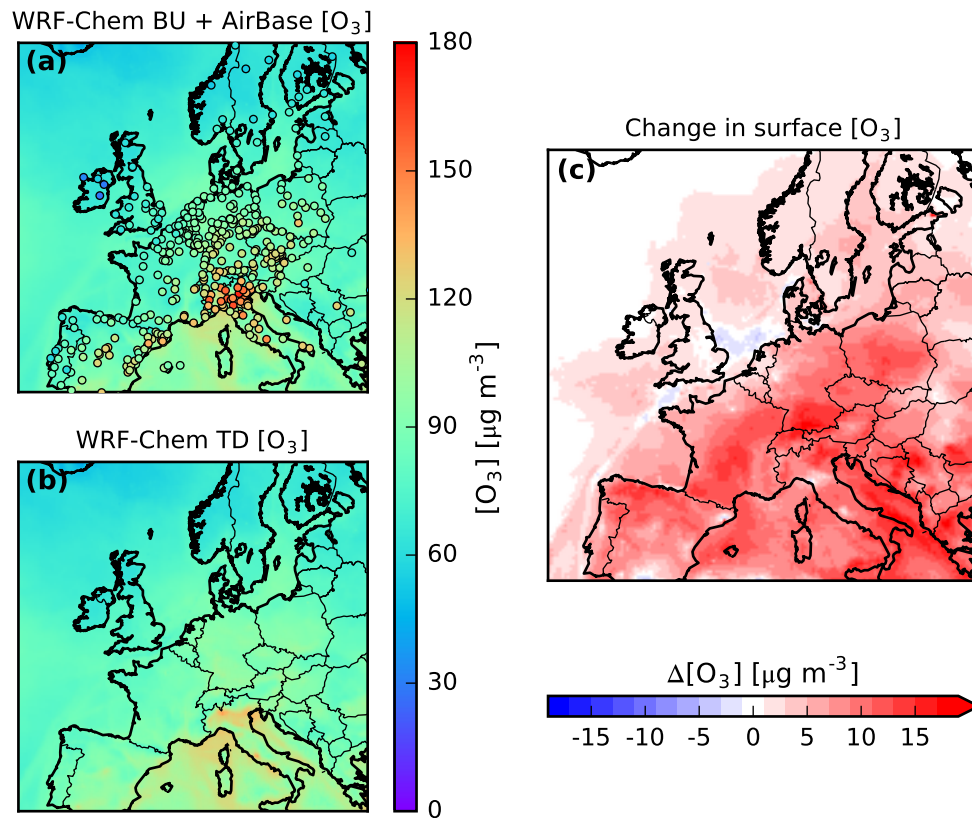 WRF-Chem BU + AirBase [O₃]
(a)
WRF-Chem TD [O₃]
(b)
180
150
120
90
60
30
0
[O₃] [µg m⁻³]
Change in surface [O₃]
(c)
Δ[O₃] [µg m⁻³]
-15 -10 -5 0 5 10 15